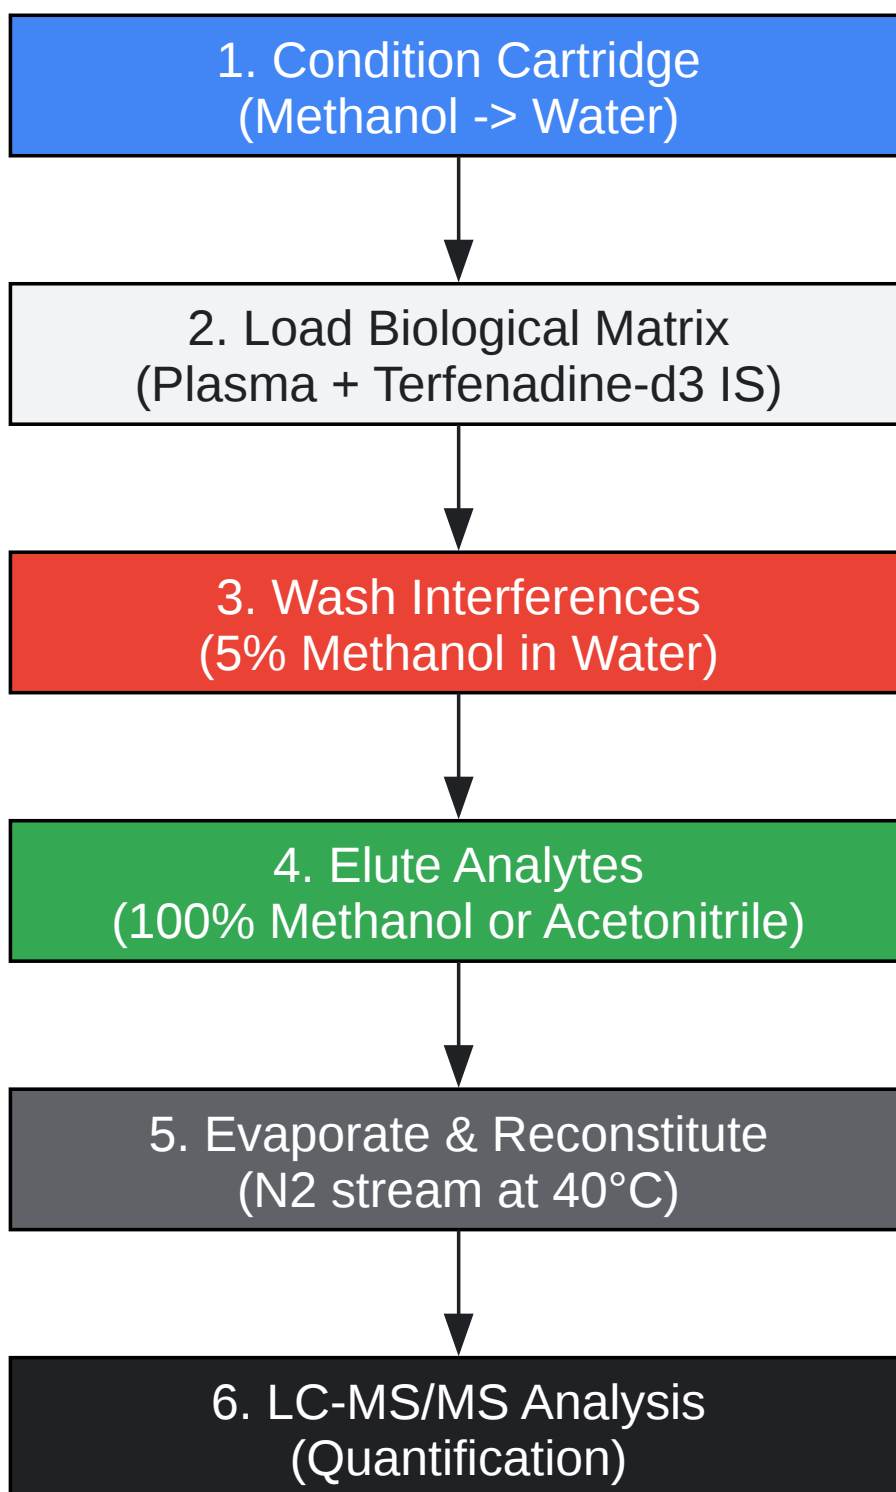 1. Condition Cartridge
(Methanol -> Water)
2. Load Biological Matrix
(Plasma + Terfenadine-d3 IS)
3. Wash Interferences
(5% Methanol in Water)
4. Elute Analytes
(100% Methanol or Acetonitrile)
5. Evaporate & Reconstitute
(N2 stream at 40°C)
6. LC-MS/MS Analysis
(Quantification)